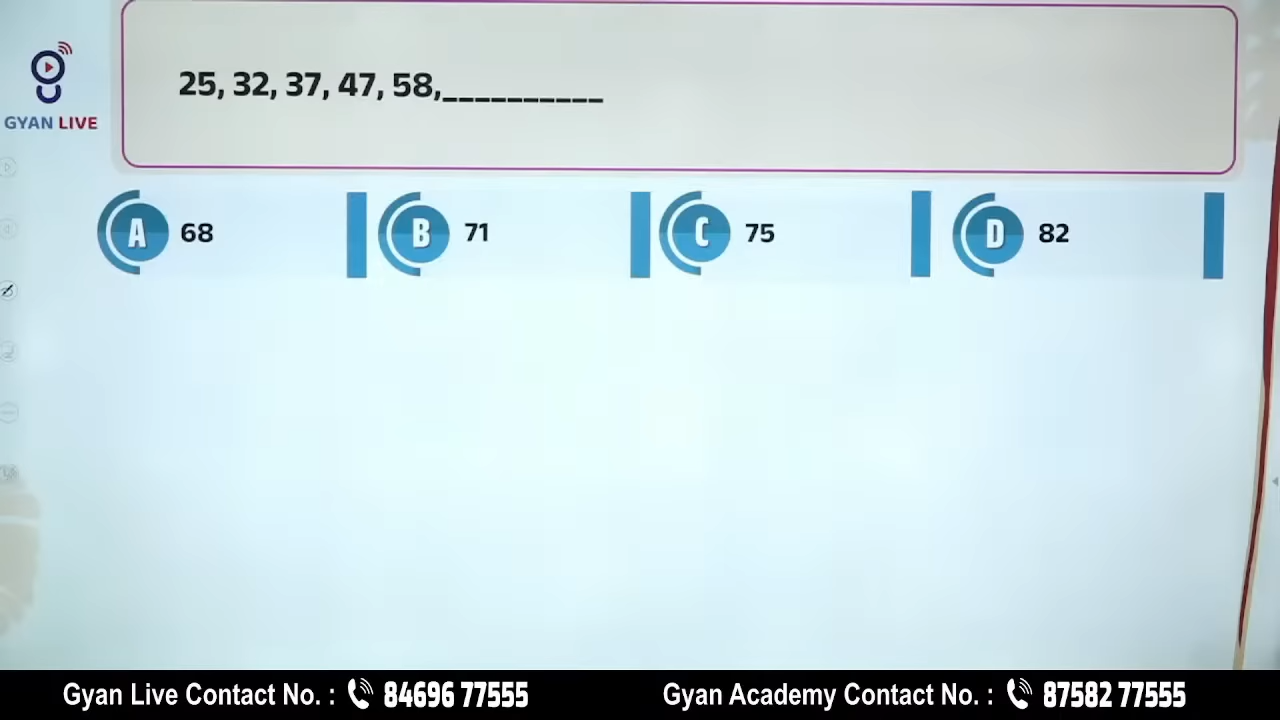 GYAN LIVE
25, 32, 37, 47, 58,__________
A 68
B 71
C 75
D 82
Gyan Live Contact No. : 84696 77555
Gyan Academy Contact No. : 87582 77555